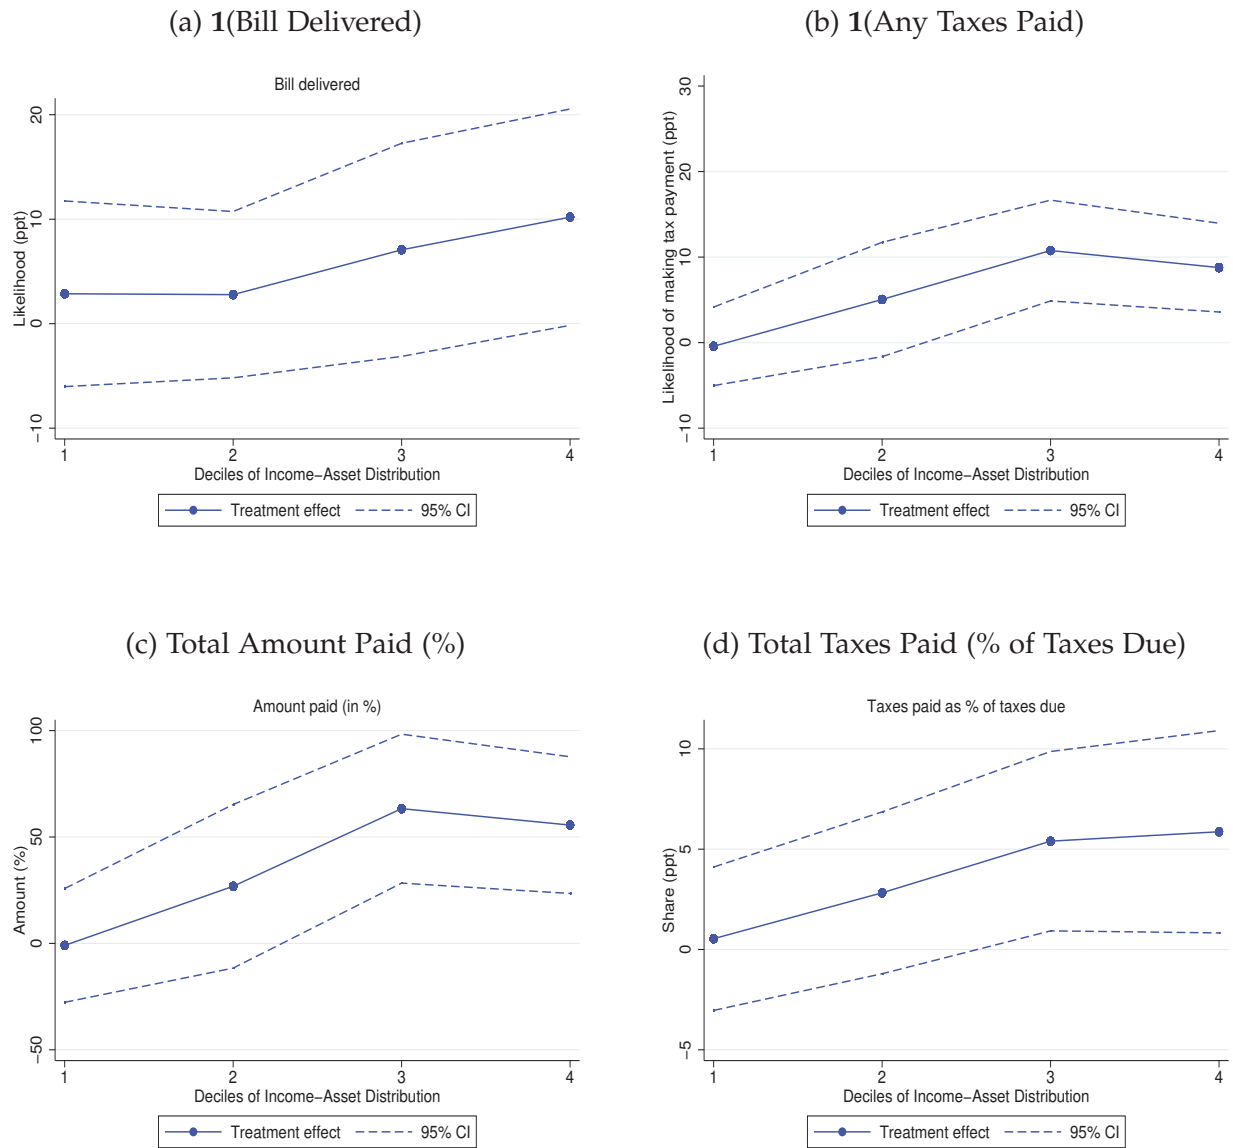 (a) 1(Bill Delivered)
Bill delivered
Likelihood (ppt)
20
10
0
−10
1 2 3 4
Deciles of Income−Asset Distribution
Treatment effect 95% CI
(b) 1(Any Taxes Paid)
Likelihood of making tax payment (ppt)
30
20
10
0
−10
1 2 3 4
Deciles of Income−Asset Distribution
Treatment effect 95% CI
(c) Total Amount Paid (%)
Amount paid (in %)
Amount (%)
100
50
0
−50
1 2 3 4
Deciles of Income−Asset Distribution
Treatment effect 95% CI
(d) Total Taxes Paid (% of Taxes Due)
Taxes paid as % of taxes due
Share (ppt)
10
5
0
−5
1 2 3 4
Deciles of Income−Asset Distribution
Treatment effect 95% CI